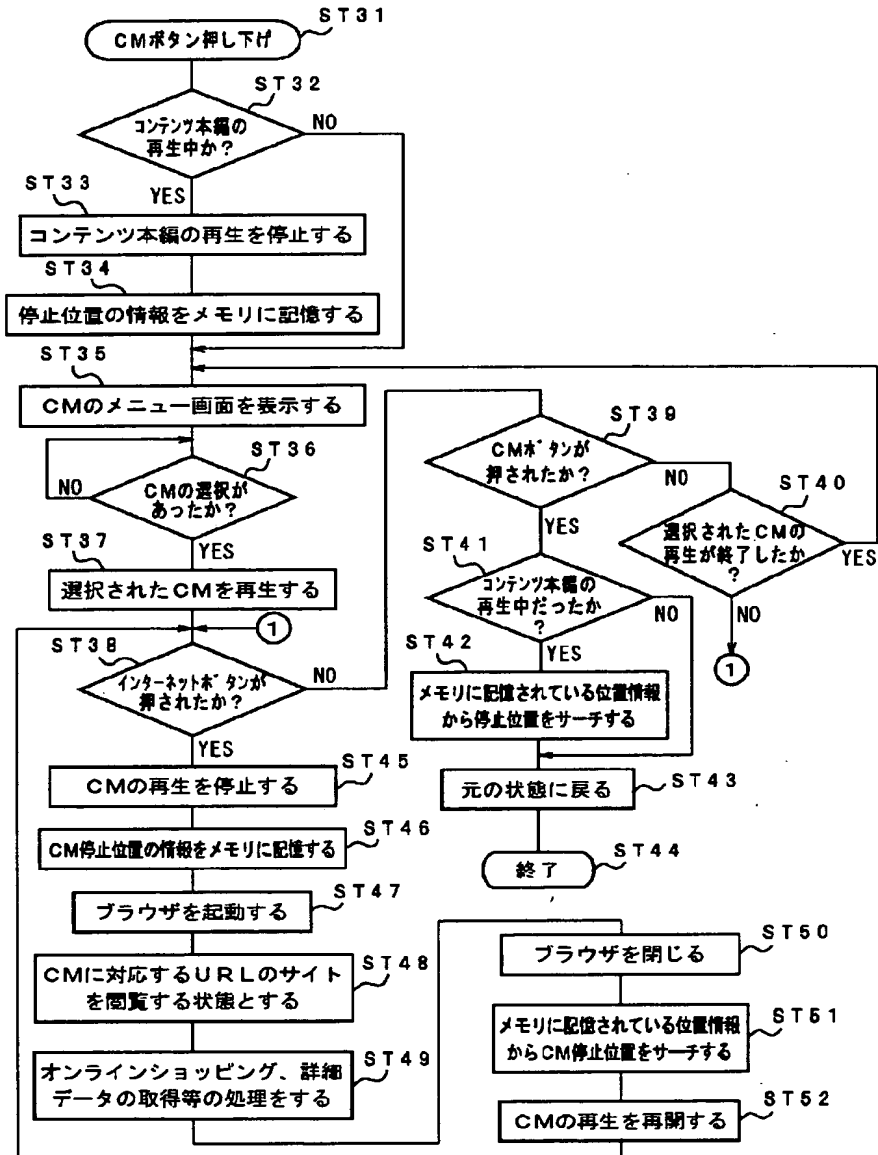 ST31
CMボタン押し下げ
ST32
コンテンツ本編の
再生中か?
NO
YES
ST33
コンテンツ本編の再生を停止する
ST34
停止位置の情報をメモリに記憶する
ST35
CMのメニュー画面を表示する
ST36
CMの選択が
あったか?
NO
YES
ST37
選択されたCMを再生する
1
ST38
インターネットボタンが
押されたか?
NO
YES
ST39
CMボタンが
押されたか?
NO
YES
ST40
選択されたCMの
再生が終了したか
?
YES
NO
1
ST41
コンテンツ本編の
再生中だったか
?
NO
YES
ST42
メモリに記憶されている位置情報
から停止位置をサーチする
元の状態に戻る
ST43
終了
ST44
CMの再生を停止する
ST45
CM停止位置の情報をメモリに記憶する
ST46
ブラウザを起動する
ST47
CMに対応するURLのサイト
を閲覧する状態とする
ST48
オンラインショッピング、詳細
データの取得等の処理をする
ST49
ブラウザを閉じる
ST50
メモリに記憶されている位置情報
からCM停止位置をサーチする
ST51
CMの再生を再開する
ST52